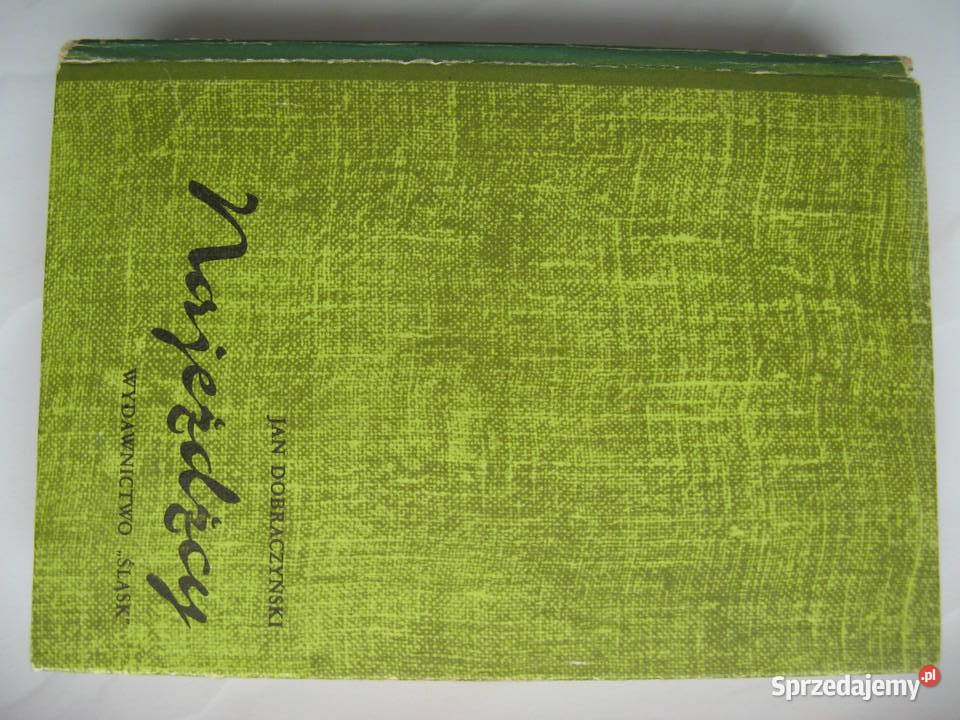 JAN DOBRACZYŃSKI
Najeźdźcy
WYDAWNICTWO „ŚLĄSK"
Sprzedajemy.pl